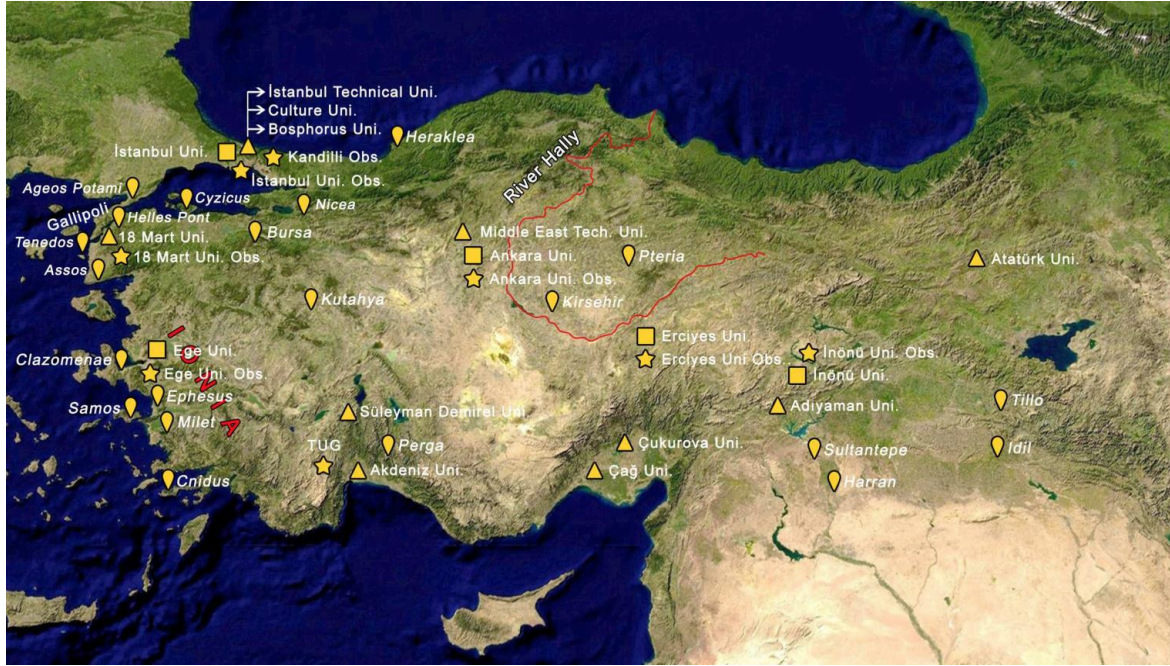 İstanbul Technical Uni.
Culture Uni.
Bosphorus Uni.
Heraklea
İstanbul Uni.
Kandilli Obs.
İstanbul Uni. Obs.
River Hally
Ageos Potami
Cyzicus
Nicea
Gallipoli
Helles Pont
Bursa
18 Mart Uni.
Middle East Tech. Uni.
Tenedos
18 Mart Uni. Obs.
Ankara Uni.
Pteria
Atatürk Uni.
Assos
Ankara Uni. Obs.
Kutahya
Kirsehir
IONIA
Erciyes Uni.
Ege Uni.
İnönü Uni. Obs.
Clazomenae
Erciyes Uni Obs.
Ege Uni. Obs.
İnönü Uni.
Ephesus
Tillo
Samos
Süleyman Demirel Uni.
Adıyaman Uni.
Milet
TUG
Perga
Çukurova Uni.
Sultantepe
Idil
Akdeniz Uni.
Çağ Uni.
Cnidus
Harran